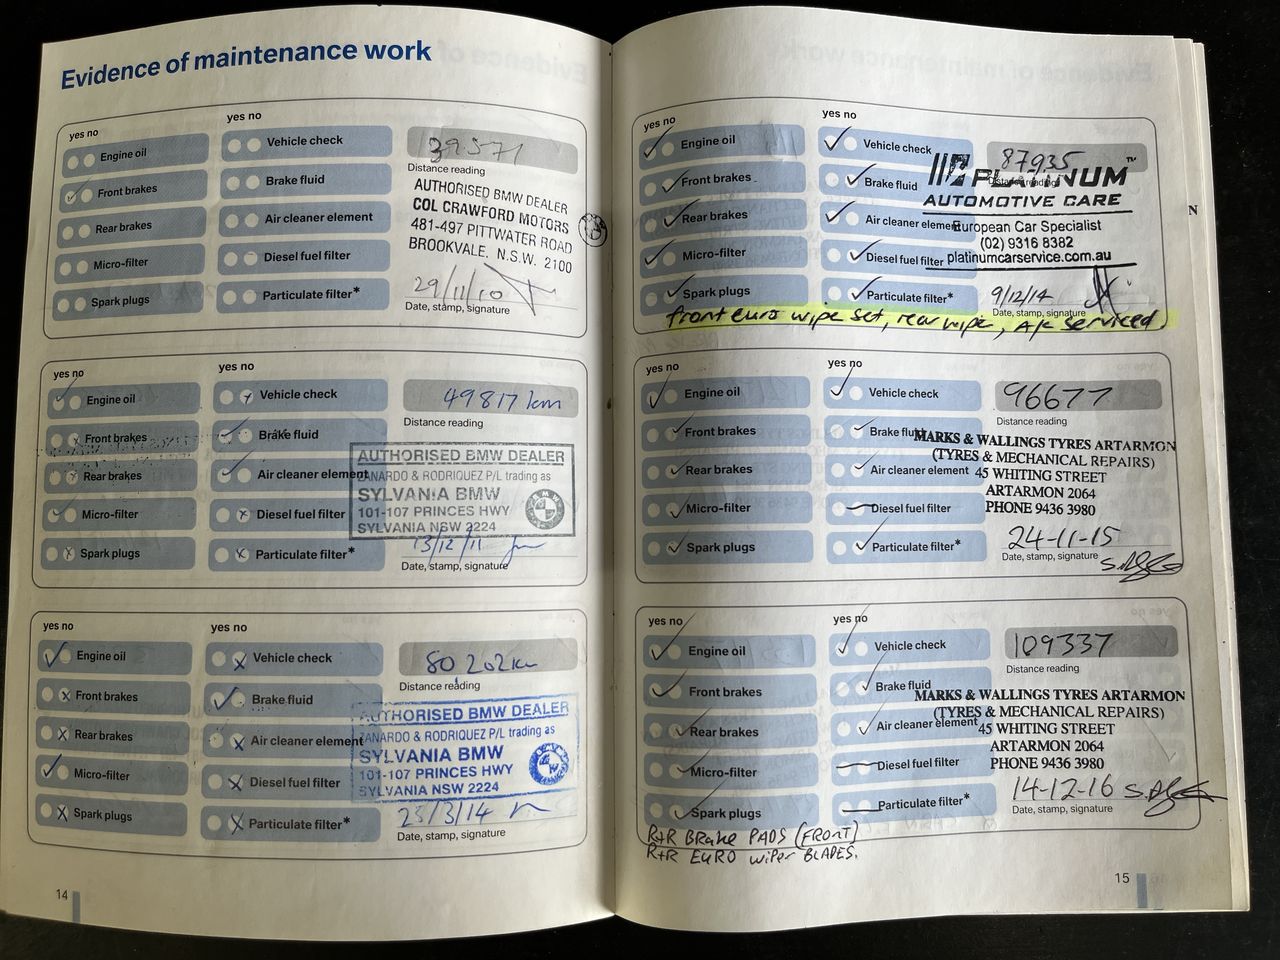 Evidence of maintenance work
yes no
yes no
Engine oil
Vehicle check
39571
Distance reading
Front brakes
Brake fluid
AUTHORISED BMW DEALER
COL CRAWFORD MOTORS
481-497 PITTWATER ROAD
BROOKVALE. N.S.W. 2100
Rear brakes
Air cleaner element
Micro-filter
Diesel fuel filter
Spark plugs
Particulate filter*
29/11/10
Date, stamp, signature
yes no
yes no
Engine oil
Vehicle check
49817 km
Distance reading
Front brakes
Brake fluid
Rear brakes
Air cleaner element
AUTHORISED BMW DEALER
ZANARDO & RODRIQUEZ P/L trading as
SYLVANIA BMW
101-107 PRINCES HWY
SYLVANIA NSW 2224
Micro-filter
Diesel fuel filter
Spark plugs
Particulate filter*
13/12/11
Date, stamp, signature
yes no
yes no
Engine oil
Vehicle check
80,202km
Distance reading
Front brakes
Brake fluid
Rear brakes
Air cleaner element
AUTHORISED BMW DEALER
ZANARDO & RODRIQUEZ P/L trading as
SYLVANIA BMW
101-107 PRINCES HWY
SYLVANIA NSW 2224
Micro-filter
Diesel fuel filter
Spark plugs
Particulate filter*
25/3/14
Date, stamp, signature
14
yes no
yes no
Engine oil
Vehicle check
87935
Distance reading
Front brakes
Brake fluid
PLATINUM™
AUTOMOTIVE CARE
European Car Specialist
(02) 9316 8382
platinumcarservice.com.au
Rear brakes
Air cleaner element
Micro-filter
Diesel fuel filter
Spark plugs
Particulate filter*
9/12/14
Date, stamp, signature
front euro wipe set, rear wipe, A/c serviced
yes no
yes no
Engine oil
Vehicle check
96677
Distance reading
Front brakes
Brake fluid
MARKS & WALLINGS TYRES ARTARMON
(TYRES & MECHANICAL REPAIRS)
45 WHITING STREET
ARTARMON 2064
PHONE 9436 3980
Rear brakes
Air cleaner element
Micro-filter
Diesel fuel filter
Spark plugs
Particulate filter*
24-11-15
Date, stamp, signature
yes no
yes no
Engine oil
Vehicle check
109337
Distance reading
Front brakes
Brake fluid
MARKS & WALLINGS TYRES ARTARMON
(TYRES & MECHANICAL REPAIRS)
45 WHITING STREET
ARTARMON 2064
PHONE 9436 3980
Rear brakes
Air cleaner element
Micro-filter
Diesel fuel filter
Spark plugs
Particulate filter*
14-12-16
Date, stamp, signature
R+R BRake PADS (FRONT)
R+R EURO wiper BLADES.
15
N